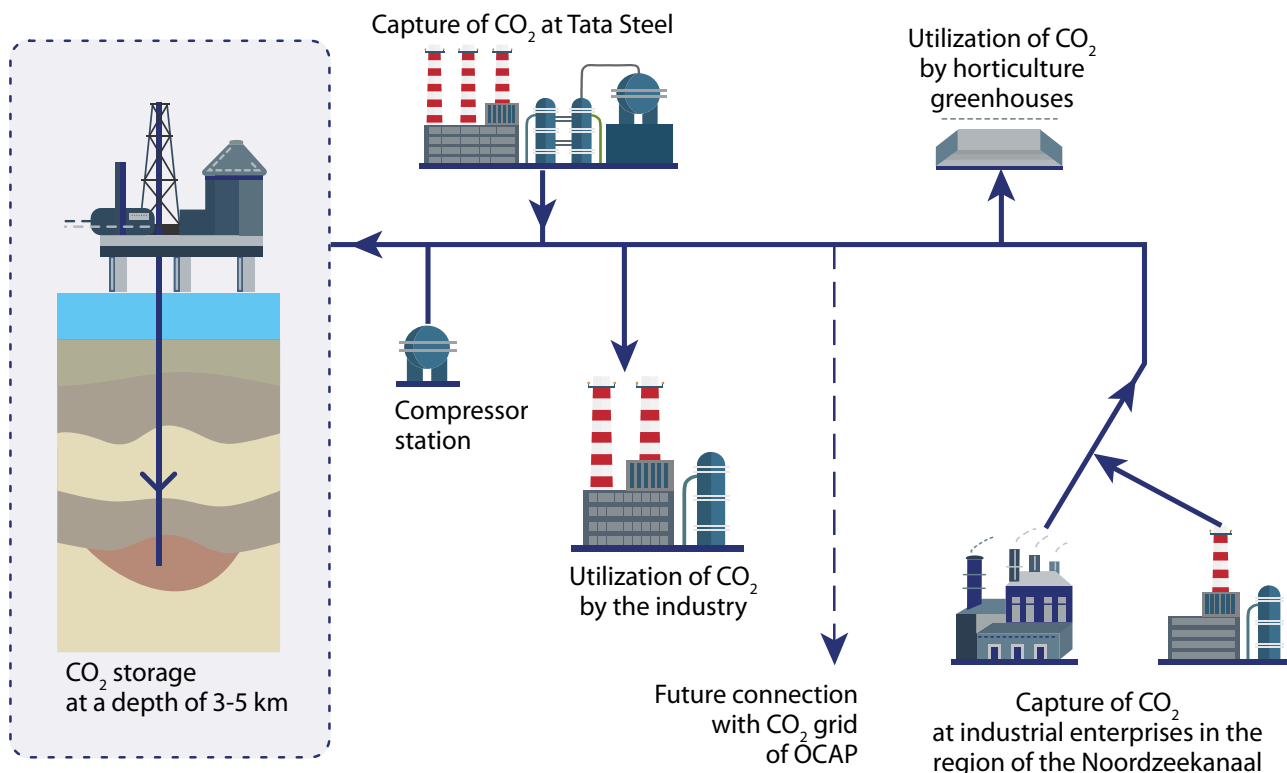 Capture of CO₂ at Tata Steel
Utilization of CO₂
by horticulture
greenhouses
Compressor
station
Utilization of CO₂
by the industry
CO₂ storage
at a depth of 3-5 km
Future connection
with CO₂ grid
of OCAP
Capture of CO₂
at industrial enterprises in the
region of the Noordzeekanaal